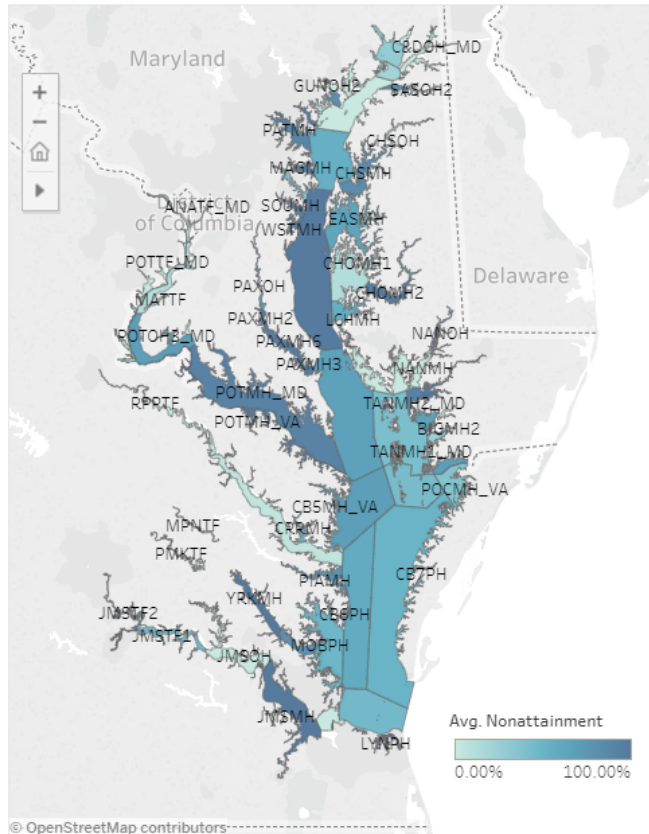 Maryland
C&DOH_MD
GUNOH2
SASOH2
+
−
PATMH
CHSOH
MAGMH
CHSMH
ANATF_MD
of Columbia
SOUMH
EASMH
WSTMH
POTTF_MD
CHOMH1
Delaware
MATTF
PAXOH
CHOMH2
PAXMH2
LCHMH
ROTOH3_MD
PAXMH6
NANOH
PAXMH3
NANMH
RPPTF
POTMH_MD
TANMH2_MD
POTMH_VA
BIGMH2
TANMH1_MD
POCMH_VA
CB5MH_VA
MPNTF
CRRMH
PMKTF
PIAMH
CB7PH
YRKMH
JMSTF2
CB6PH
JMSTF1
MOBPH
JMSOH
JMSMH
LYNPH
Avg. Nonattainment
0.00% 100.00%
© OpenStreetMap contributors